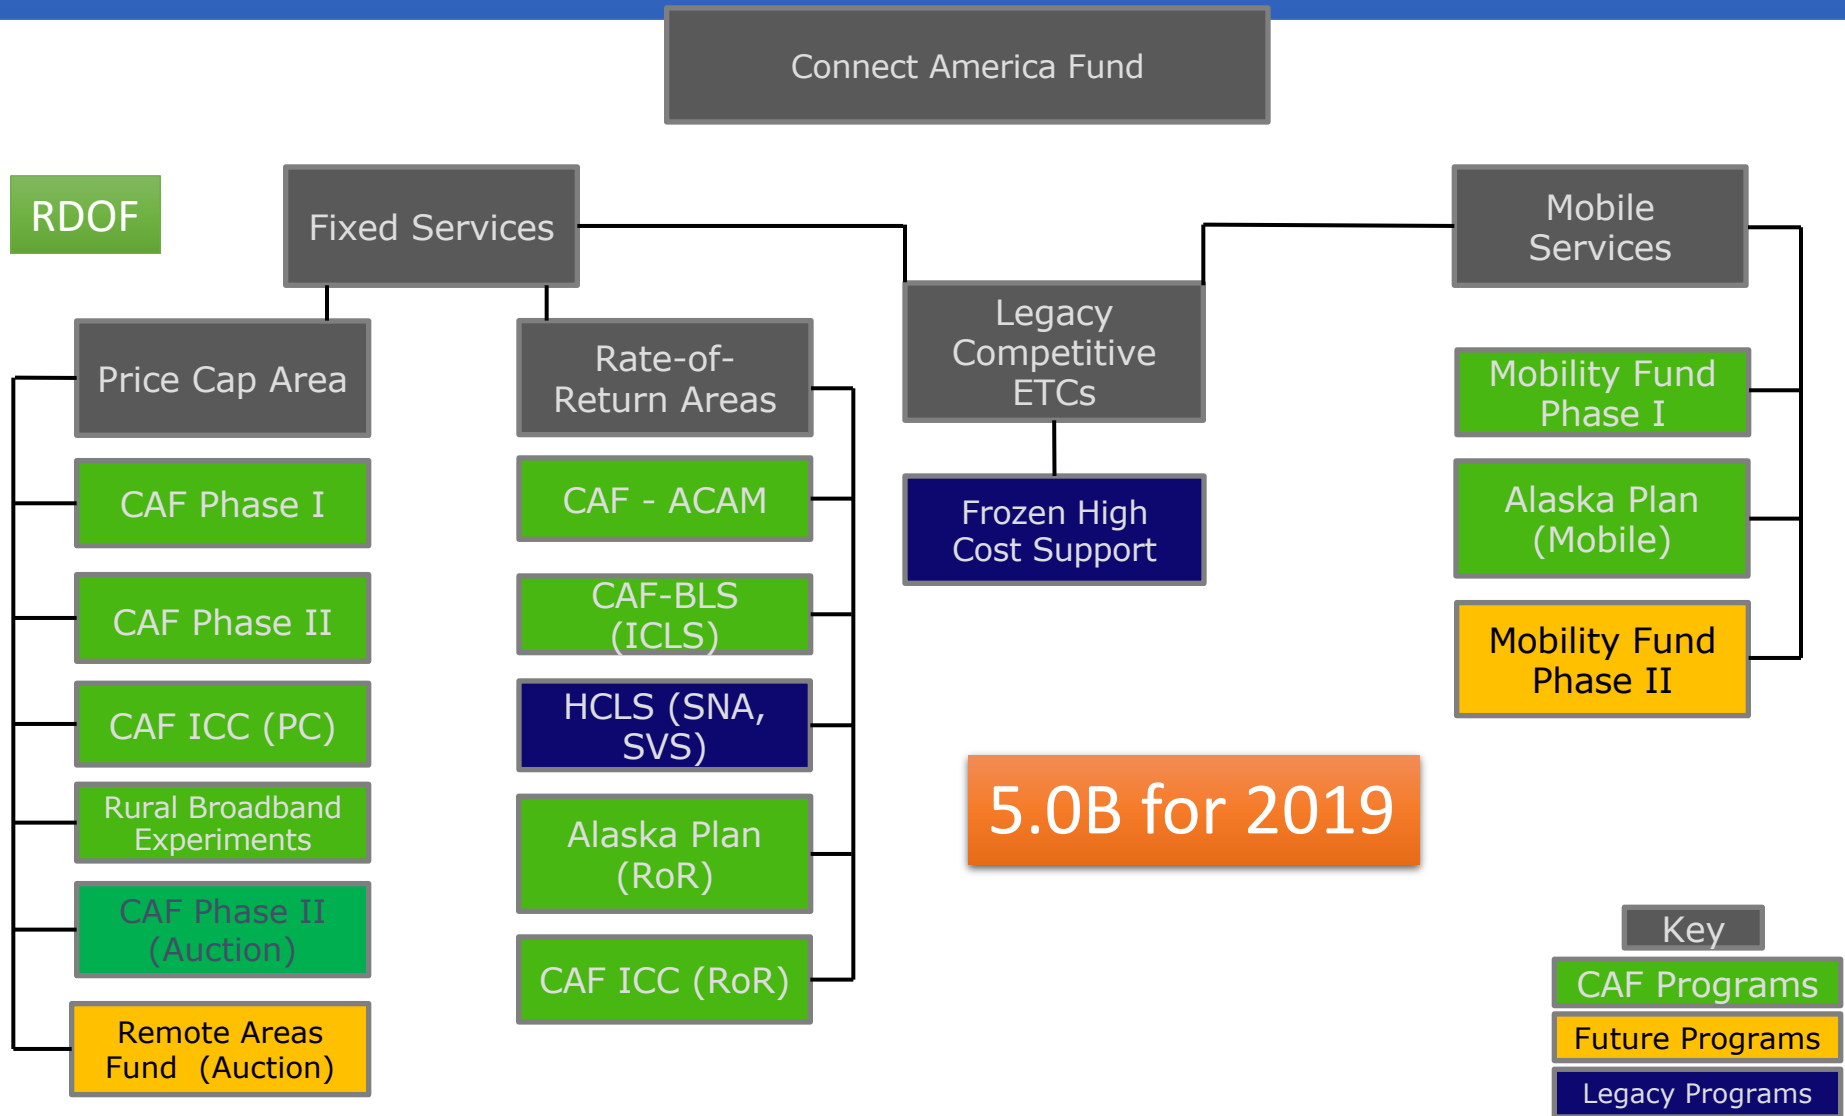 Connect America Fund
RDOF
Fixed Services
Mobile
Services
Legacy
Competitive
ETCs
Price Cap Area
Rate-of-
Return Areas
CAF Phase I
CAF Phase II
CAF ICC (PC)
Rural Broadband
Experiments
CAF Phase II
(Auction)
Remote Areas
Fund (Auction)
CAF - ACAM
CAF-BLS
(ICLS)
HCLS (SNA,
SVS)
Alaska Plan
(RoR)
CAF ICC (RoR)
Frozen High
Cost Support
Mobility Fund
Phase I
Alaska Plan
(Mobile)
Mobility Fund
Phase II
5.0B for 2019
Key
CAF Programs
Future Programs
Legacy Programs